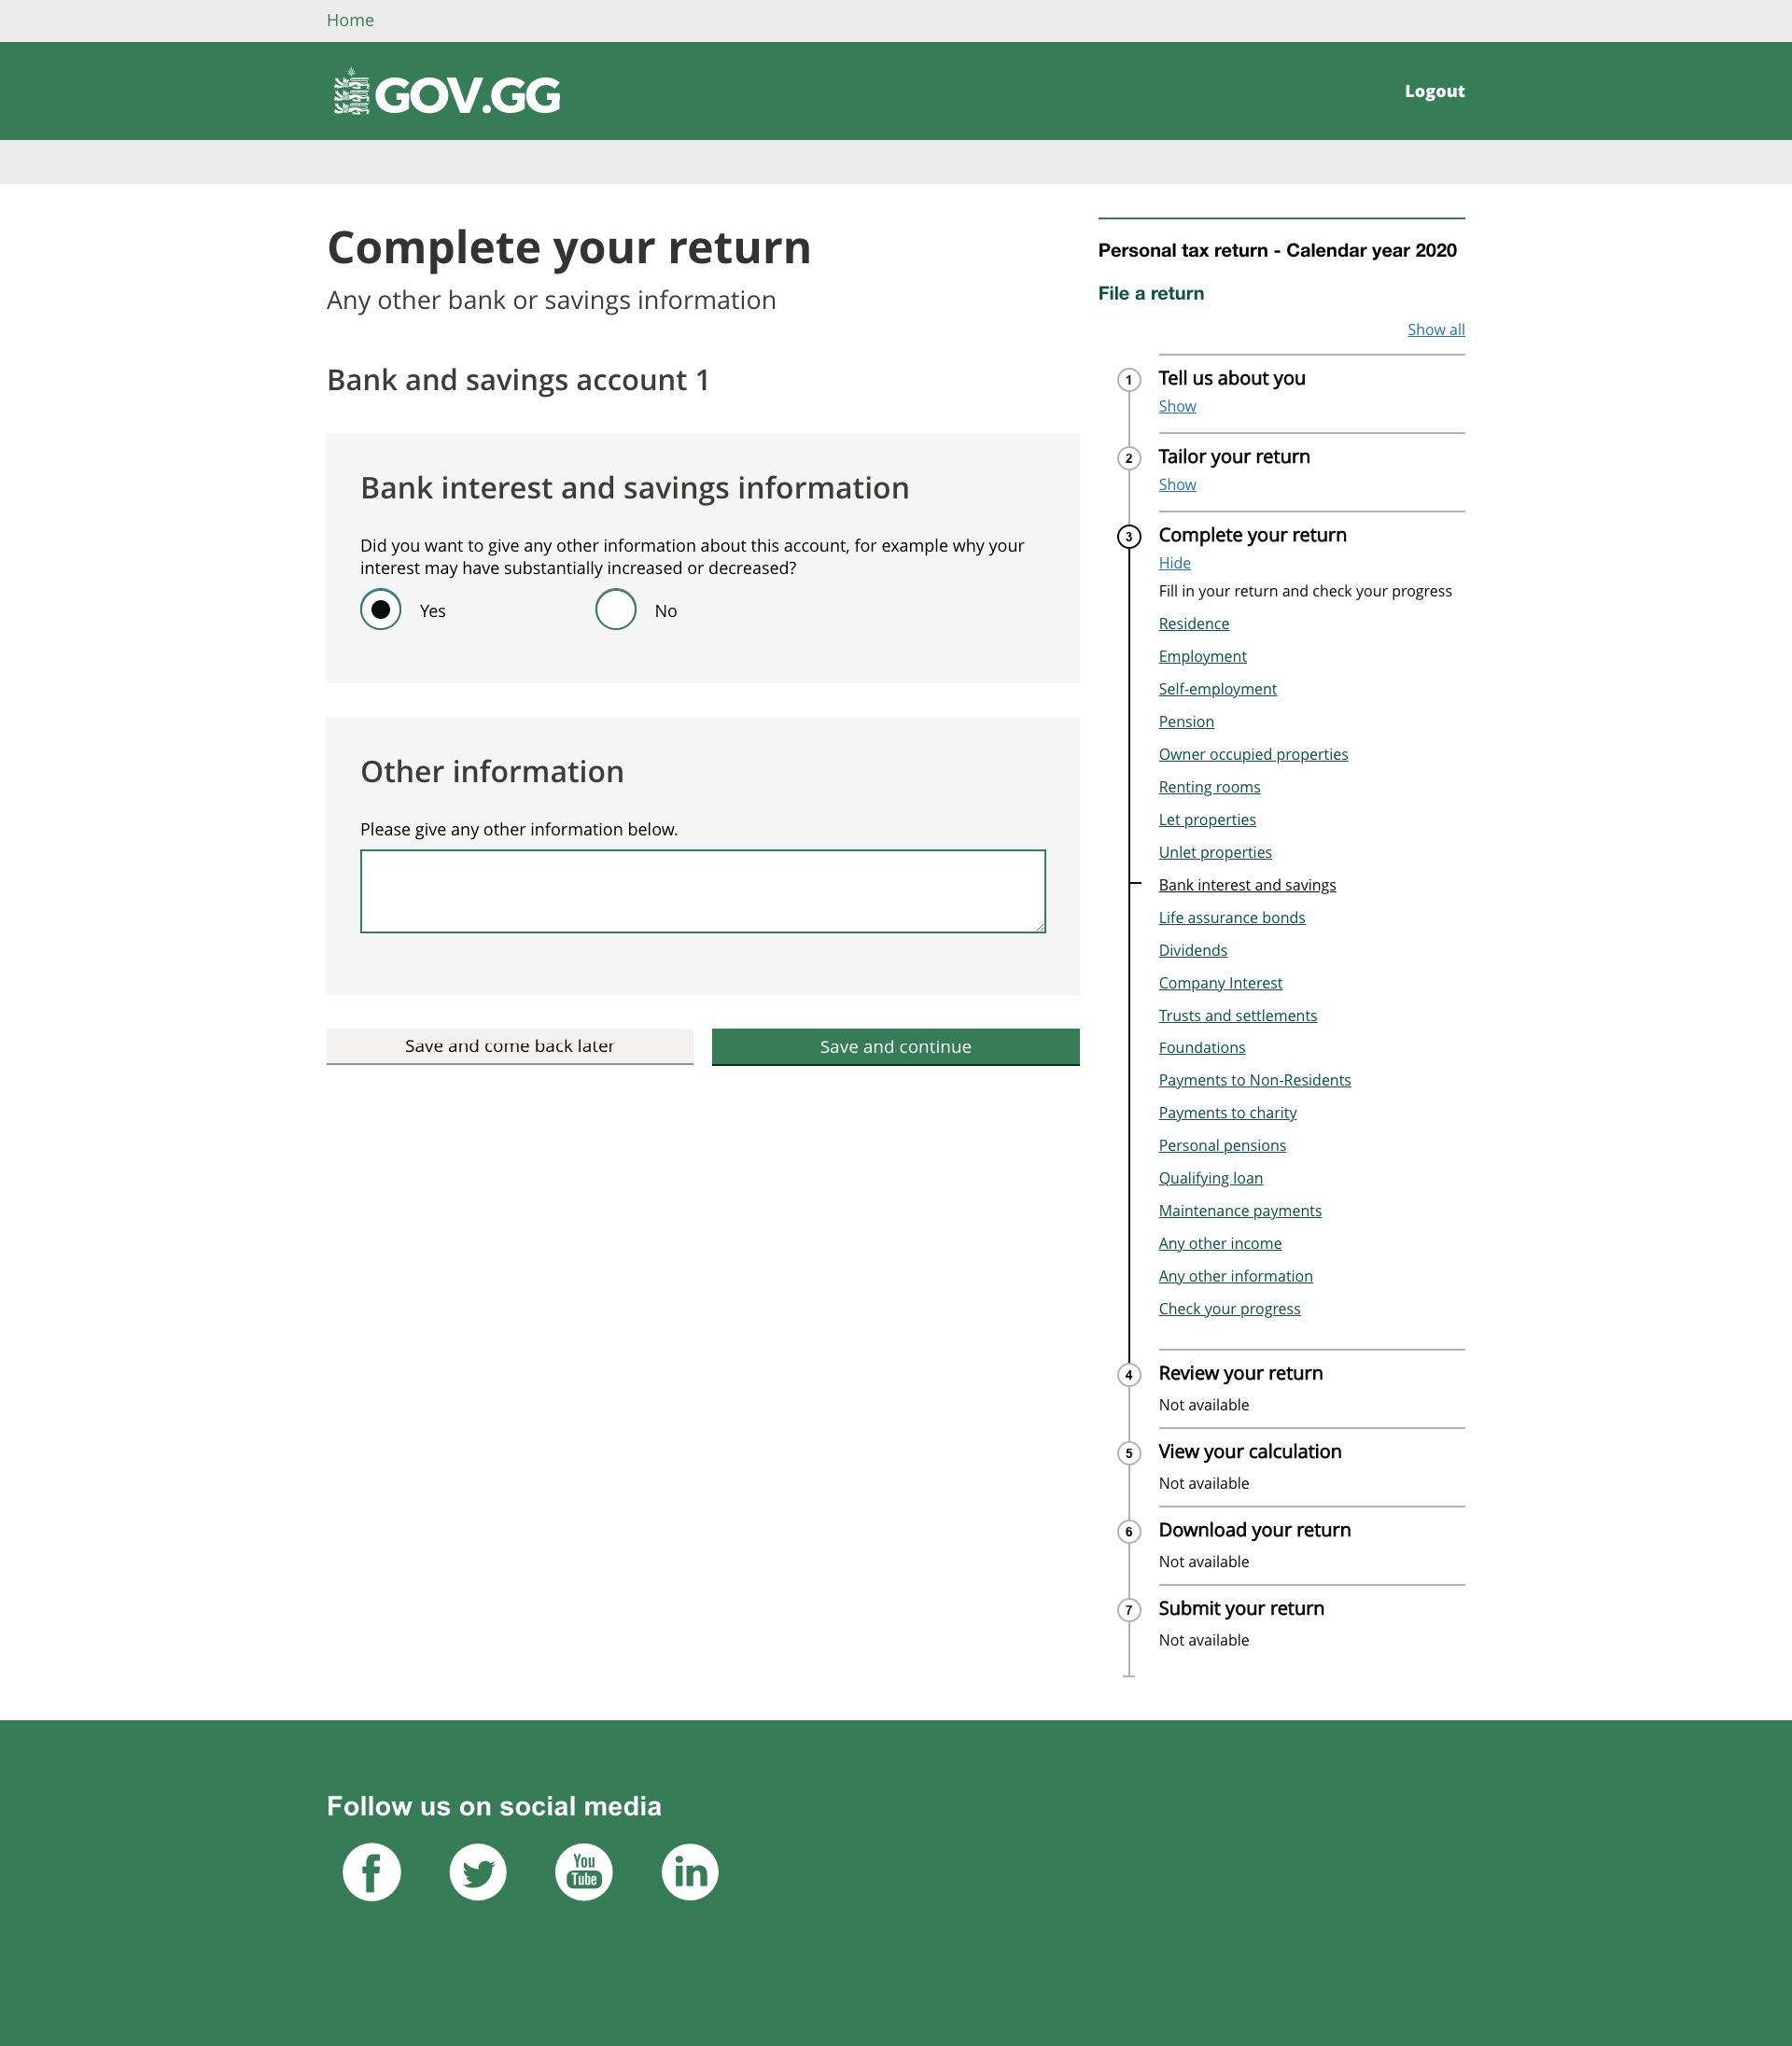 Home
GOV.GG
Logout
Complete your return
Any other bank or savings information
Bank and savings account 1
Bank interest and savings information
Did you want to give any other information about this account, for example why your
interest may have substantially increased or decreased?
Yes
No
Other information
Please give any other information below.
Save and come back later
Save and continue
Personal tax return - Calendar year 2020
File a return
Show all
1
Tell us about you
Show
2
Tailor your return
Show
3
Complete your return
Hide
Fill in your return and check your progress
Residence
Employment
Self-employment
Pension
Owner occupied properties
Renting rooms
Let properties
Unlet properties
Bank interest and savings
Life assurance bonds
Dividends
Company Interest
Trusts and settlements
Foundations
Payments to Non-Residents
Payments to charity
Personal pensions
Qualifying loan
Maintenance payments
Any other income
Any other information
Check your progress
4
Review your return
Not available
5
View your calculation
Not available
6
Download your return
Not available
7
Submit your return
Not available
Follow us on social media
f
You
Tube
in